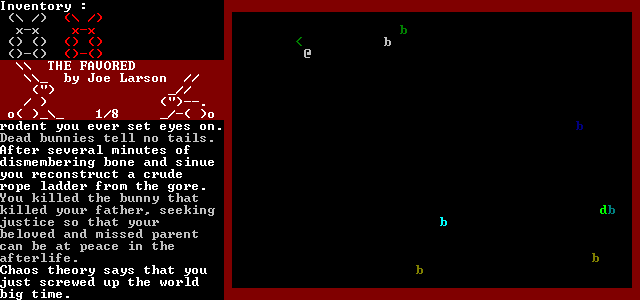 Inventory :
(\ /) (\ /)
x-x x-x
() () () ()
()-() ()-()
\\ THE FAVORED
\\_ by Joe Larson //
(") _//
/ ) (")--.
o( )_\_ 1/8 _/-( )o
rodent you ever set eyes on.
Dead bunnies tell no tails.
After several minutes of
dismembering bone and sinue
you reconstruct a crude
rope ladder from the gore.
You killed the bunny that
killed your father, seeking
justice so that your
beloved and missed parent
can be at peace in the
afterlife.
Chaos theory says that you
just screwed up the world
big time.
b
< b
@
b
db
b
b
b